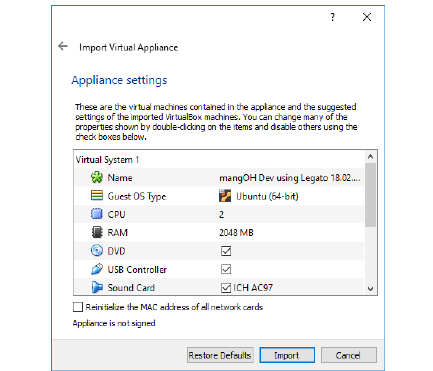 ?
Import Virtual Appliance
Appliance settings
These are the virtual machines contained in the appliance and the suggested
settings of the imported VirtualBox machines. You can change many of the
properties shown by double-clicking on the items and disable others using the
check boxes below.
Virtual System 1
Name mangOH Dev using Legato 18.02....
Guest OS Type Ubuntu (64-bit)
CPU 2
RAM 2048 MB
DVD
USB Controller
Sound Card ICH AC97
Reinitialize the MAC address of all network cards
Appliance is not signed
Restore Defaults Import Cancel